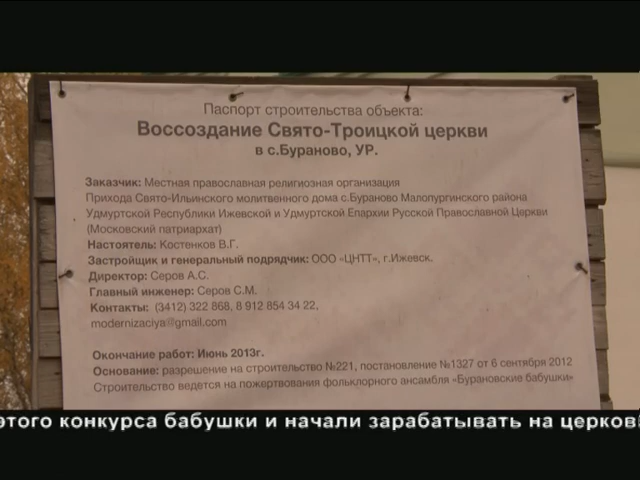 Паспорт строительства объекта:
Воссоздание Свято-Троицкой церкви
в с.Бураново, УР.
Заказчик: Местная православная религиозная организация
Прихода Свято-Ильинского молитвенного дома с.Бураново Малопургинского района
Удмуртской Республики Ижевской и Удмуртской Епархии Русской Православной Церкви
(Московский патриархат)
Настоятель: Костенков В.Г.
Застройщик и генеральный подрядчик: ООО «ЦНТТ», г.Ижевск.
Директор: Серов А.С.
Главный инженер: Серов С.М.
Контакты: (3412) 322 868, 8 912 854 34 22,
modernizaciya@gmail.com
Окончание работ: Июнь 2013г.
Основание: разрешение на строительство №221, постановление №1327 от 6 сентября 2012
Строительство ведется на пожертвования фольклорного ансамбля «Бурановские бабушки»
этого конкурса бабушки и начали зарабатывать на церков